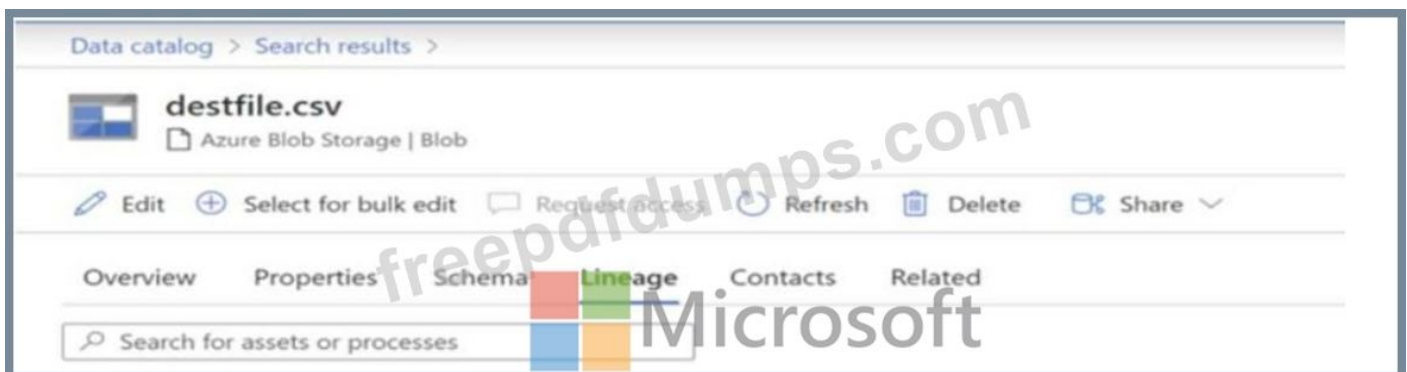 Data catalog > Search results >
destfile.csv
Azure Blob Storage | Blob
Edit Select for bulk edit Request access Refresh Delete Share
Overview Properties Schema Lineage Contacts Related
Search for assets or processes
freepdfdumps.com
Microsoft